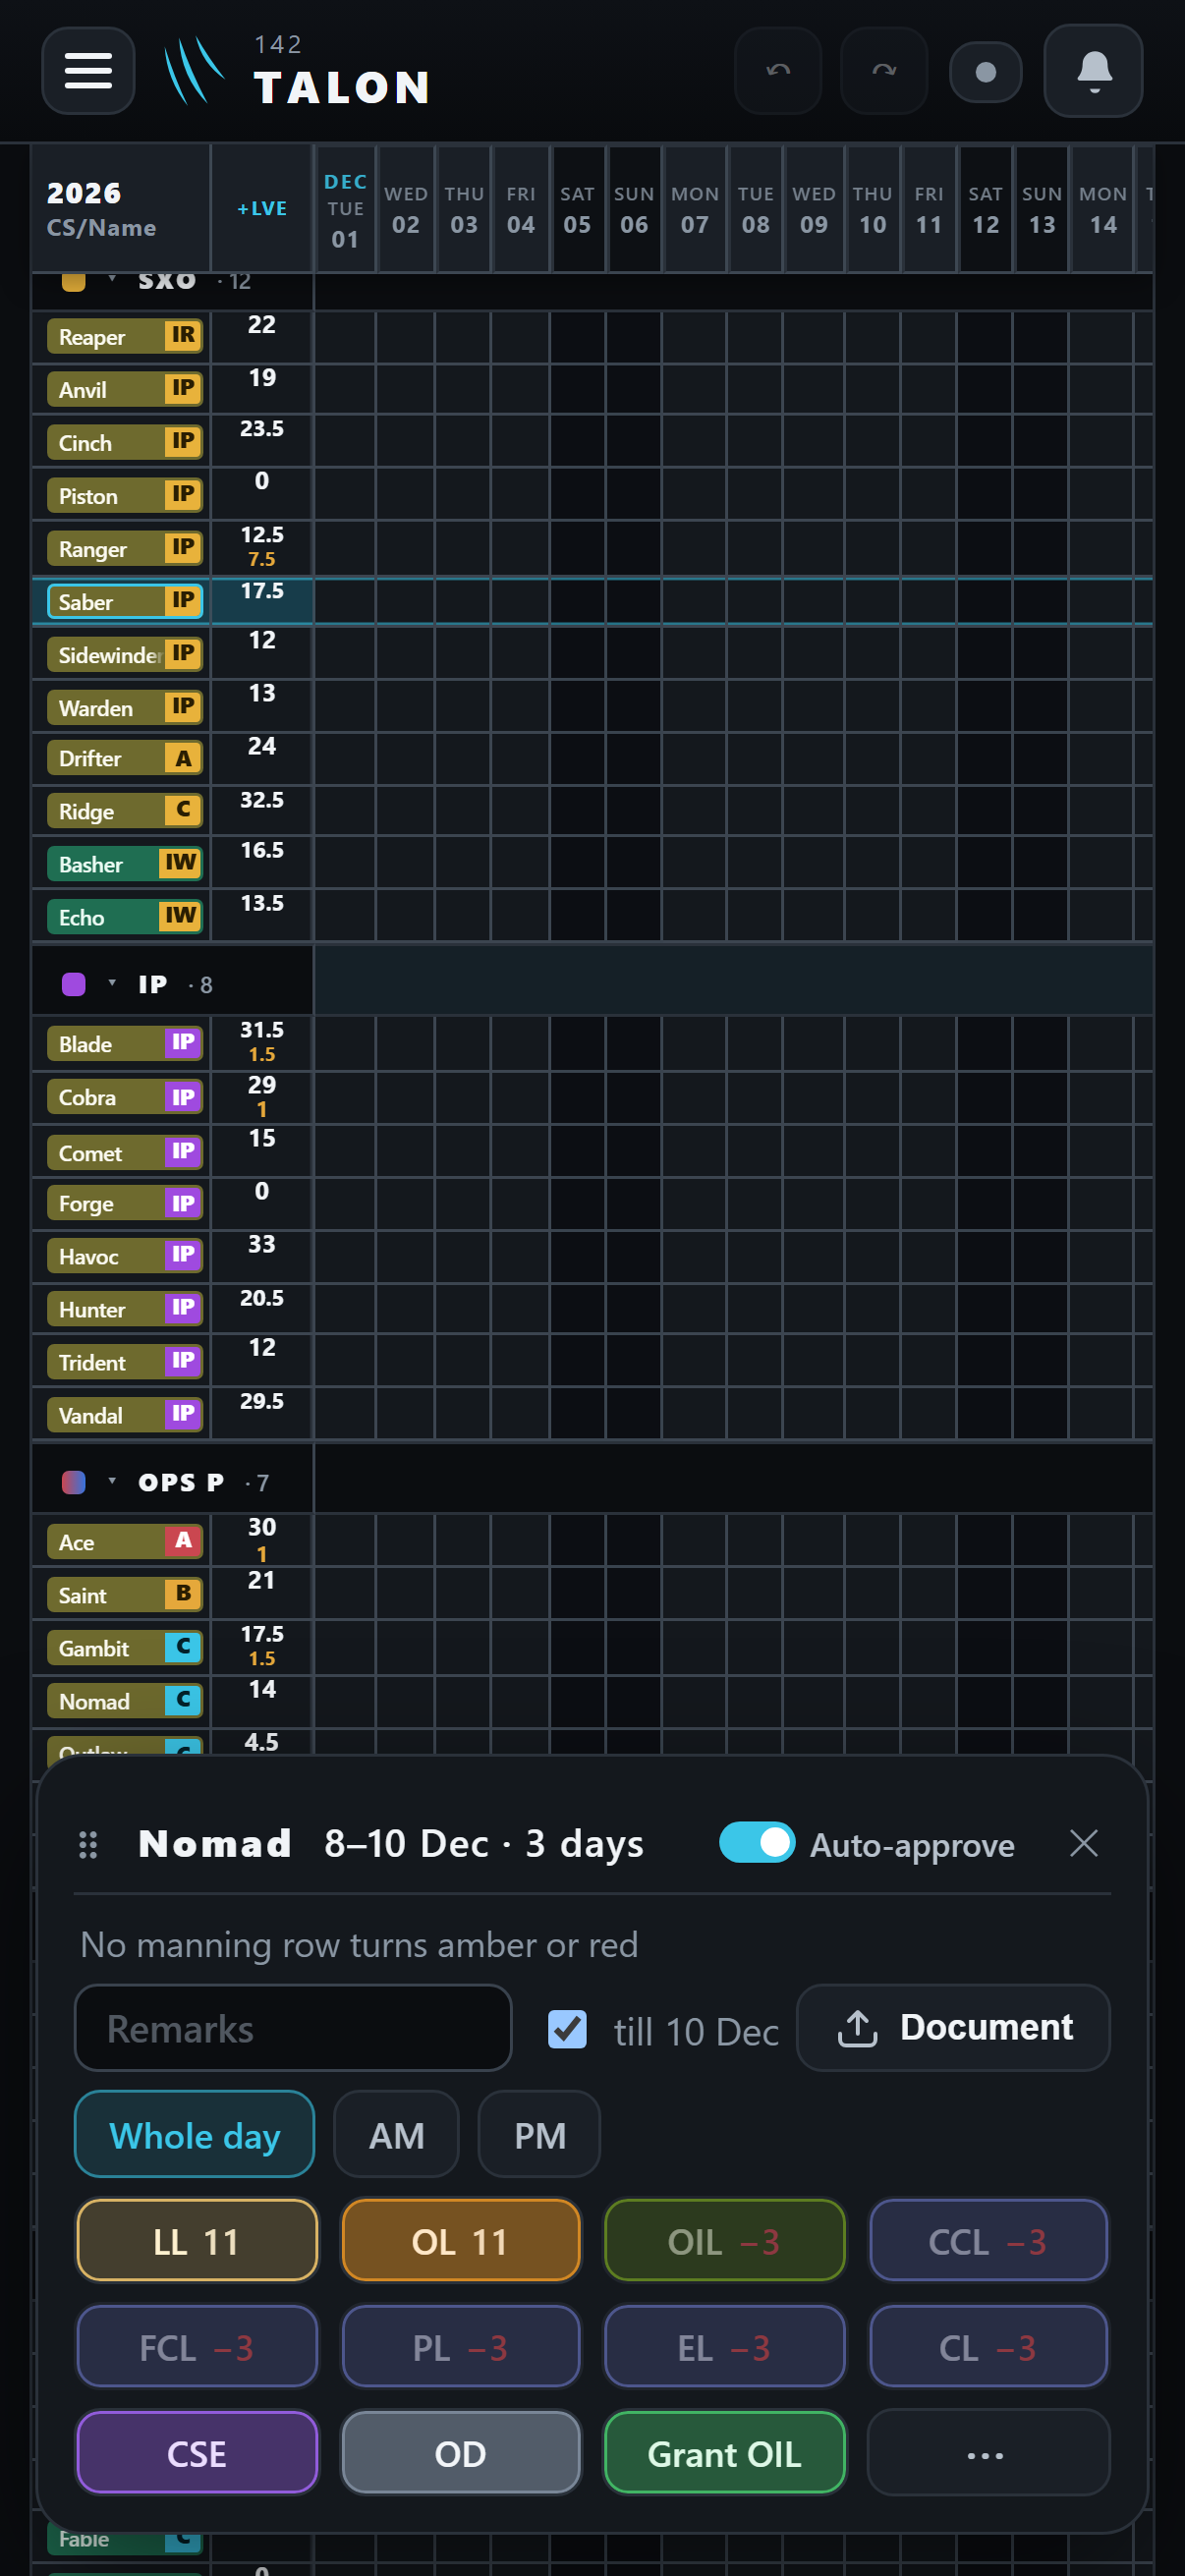 142
TALON
2026
CS/Name
+LVE
DEC TUE 01
WED 02
THU 03
FRI 04
SAT 05
SUN 06
MON 07
TUE 08
WED 09
THU 10
FRI 11
SAT 12
SUN 13
MON 14
SXO · 12
Reaper IR 22
Anvil IP 19
Cinch IP 23.5
Piston IP 0
Ranger IP 12.5 7.5
Saber IP 17.5
Sidewinder IP 12
Warden IP 13
Drifter A 24
Ridge C 32.5
Basher IW 16.5
Echo IW 13.5
IP · 8
Blade IP 31.5 1.5
Cobra IP 29 1
Comet IP 15
Forge IP 0
Havoc IP 33
Hunter IP 20.5
Trident IP 12
Vandal IP 29.5
OPS P · 7
Ace A 30 1
Saint B 21
Gambit C 17.5 1.5
Nomad C 14
Outlaw C 4.5
Nomad 8–10 Dec · 3 days Auto-approve
No manning row turns amber or red
Remarks till 10 Dec Document
Whole day AM PM
LL 11 OL 11 OIL −3 CCL −3
FCL −3 PL −3 EL −3 CL −3
CSE OD Grant OIL ...
Fable C